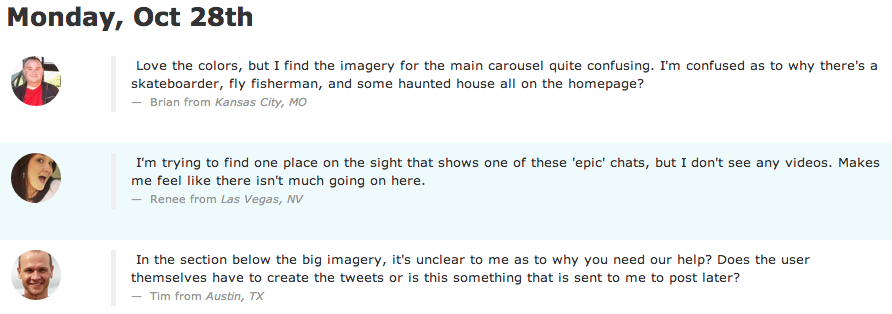 Monday, Oct 28th
Love the colors, but I find the imagery for the main carousel quite confusing. I'm confused as to why there's a
skateboarder, fly fisherman, and some haunted house all on the homepage?
— Brian from Kansas City, MO
I'm trying to find one place on the sight that shows one of these 'epic' chats, but I don't see any videos. Makes
me feel like there isn't much going on here.
— Renee from Las Vegas, NV
In the section below the big imagery, it's unclear to me as to why you need our help? Does the user
themselves have to create the tweets or is this something that is sent to me to post later?
— Tim from Austin, TX